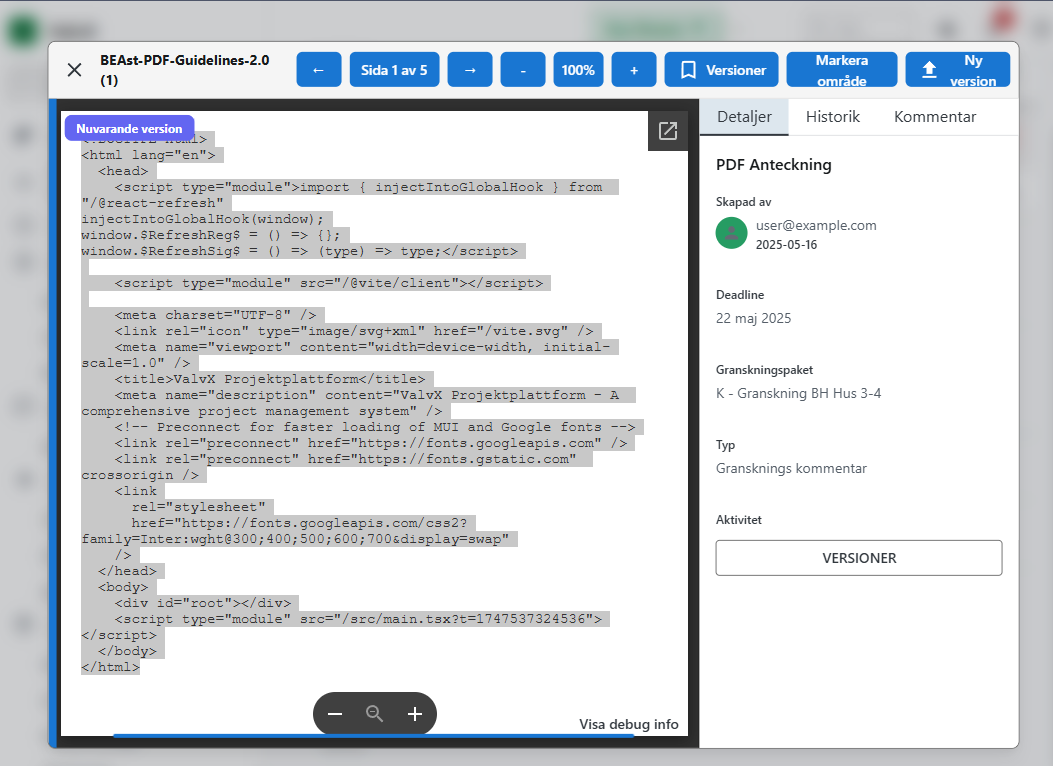 BEAst-PDF-Guidelines-2.0
(1)
←
Sida 1 av 5
→
-
100%
+
Versioner
Markera
område
Ny
version
Nuvarande version
<html lang="en">
<head>
<script type="module">import { injectIntoGlobalHook } from
"/@react-refresh"
injectIntoGlobalHook(window);
window.$RefreshReg$ = () => {};
window.$RefreshSig$ = () => (type) => type;</script>
<script type="module" src="/@vite/client"></script>
<meta charset="UTF-8" />
<link rel="icon" type="image/svg+xml" href="/vite.svg" />
<meta name="viewport" content="width=device-width, initial-
scale=1.0" />
<title>ValvX Projektplattform</title>
<meta name="description" content="ValvX Projektplattform - A
comprehensive project management system" />
<!-- Preconnect for faster loading of MUI and Google fonts -->
<link rel="preconnect" href="https://fonts.googleapis.com" />
<link rel="preconnect" href="https://fonts.gstatic.com"
crossorigin />
<link
rel="stylesheet"
href="https://fonts.googleapis.com/css2?
family=Inter:wght@300;400;500;600;700&display=swap"
/>
</head>
<body>
<div id="root"></div>
<script type="module" src="/src/main.tsx?t=1747537324536">
</script>
</body>
</html>
Visa debug info
Detaljer
Historik
Kommentar
PDF Anteckning
Skapad av
user@example.com
2025-05-16
Deadline
22 maj 2025
Granskningspaket
K - Granskning BH Hus 3-4
Typ
Gransknings kommentar
Aktivitet
VERSIONER